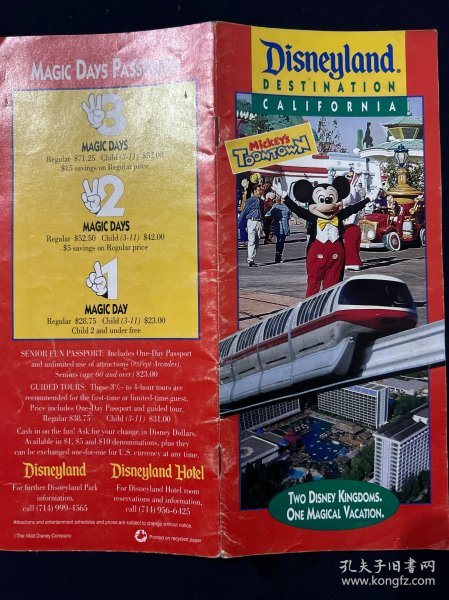 MAGIC DAYS
3
MAGIC DAYS
Regular $71.25 Child (3-11) $57.00
$15 savings on Regular price
2
MAGIC DAYS
Regular $52.50 Child (3-11) $42.00
$5 savings on Regular price
1
MAGIC DAY
Regular $28.75 Child (3-11) $23.00
Child 2 and under free
SENIOR FUN PASSPORT: Includes One-Day Passport
and unlimited use of attractions (except Arcades).
Seniors (age 60 and over) $23.00
GUIDED TOURS: These 3½- to 4-hour tours are
recommended for the first-time or limited-time guest.
Price includes One-Day Passport and guided tour.
Regular $38.75 Child (3-11) $31.00
Cash in on the fun! Ask for your change in Disney Dollars.
Available in $1, $5 and $10 denominations, plus they
can be exchanged one-for-one for U.S. currency at any time.
Disneyland
For further Disneyland Park
information,
call (714) 999-4565
Disneyland Hotel
For Disneyland Hotel room
reservations and information,
call (714) 956-6425
Attractions and entertainment schedules and prices are subject to change without notice.
©The Walt Disney Company
Printed on recycled paper
Disneyland®
DESTINATION
CALIFORNIA
MICKEY'S
TOONTOWN
TWO DISNEY KINGDOMS.
ONE MAGICAL VACATION.
孔夫子旧书网
www.kongfz.com